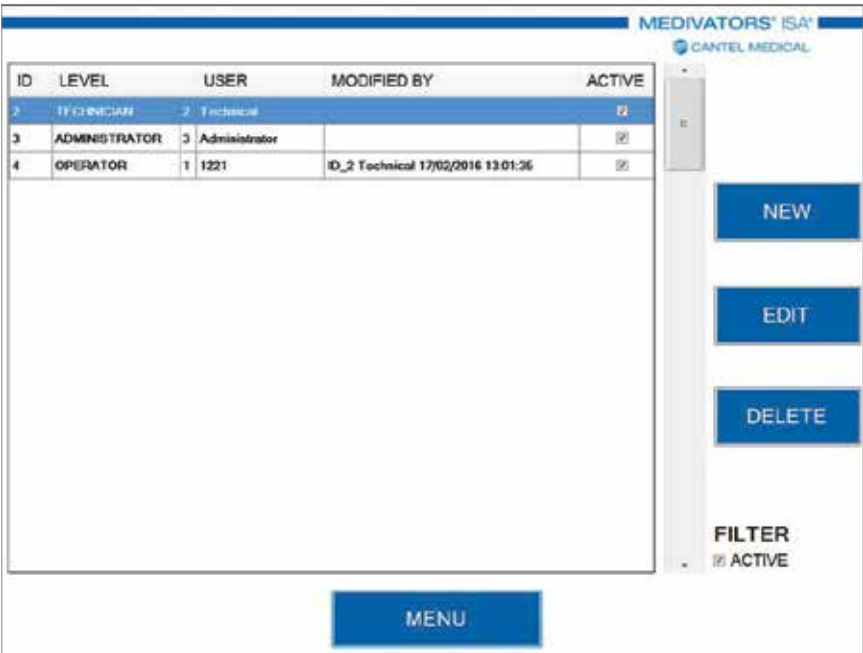 MEDIVATORS® ISA®
CANTEL MEDICAL
ID LEVEL USER MODIFIED BY ACTIVE
2 TECHNICIAN 2 Technical
3 ADMINISTRATOR 3 Administrator
4 OPERATOR 1 1221 ID_2 Technical 17/02/2016 13:01:36
NEW
EDIT
DELETE
FILTER
ACTIVE
MENU